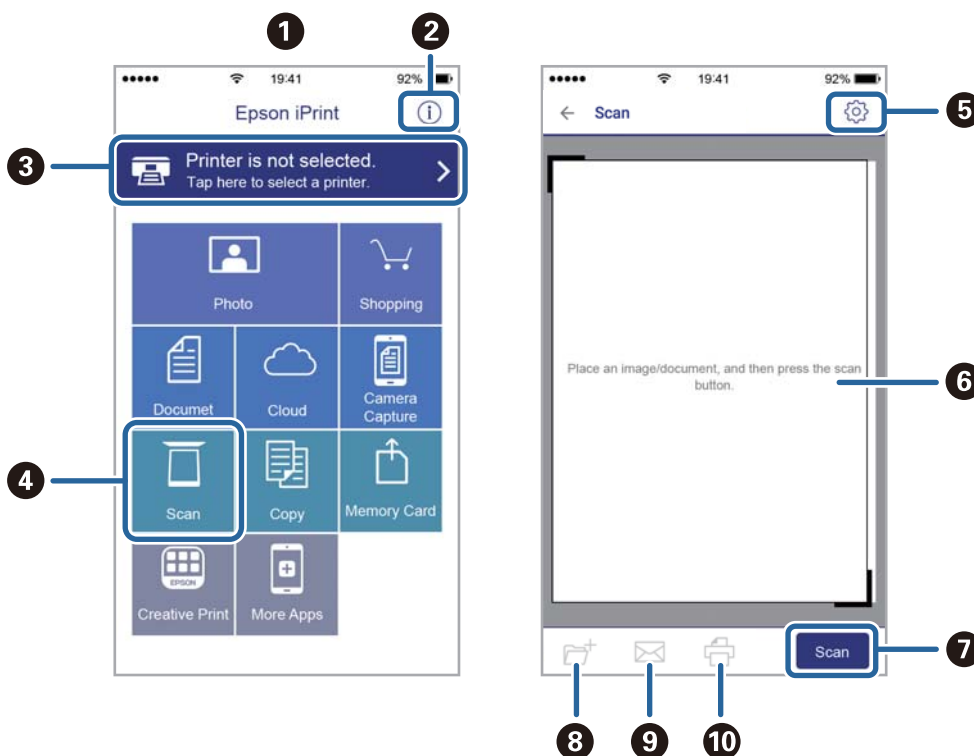 1
2
19:41
92%
Epson iPrint
i
3
Printer is not selected.
Tap here to select a printer.
Photo
Shopping
Documet
Cloud
Camera
Capture
4
Scan
Copy
Memory Card
EPSON
Creative Print
More Apps
19:41
92%
Scan
5
Place an image/document, and then press the scan
button.
6
Scan
7
8
9
10